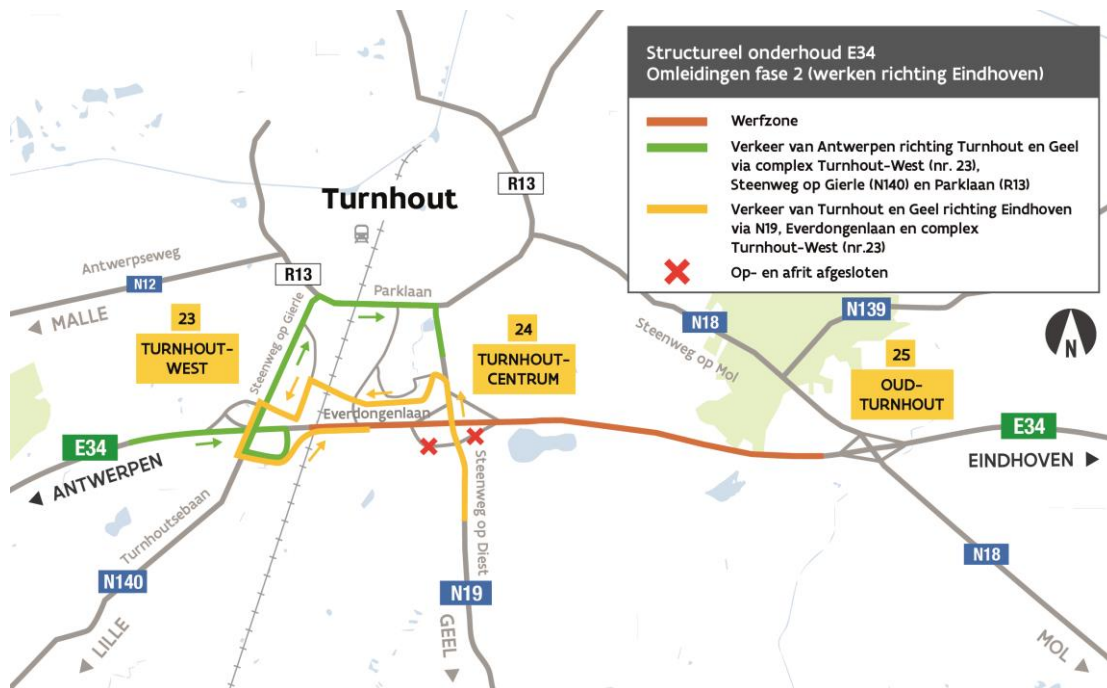 Structureel onderhoud E34
Omleidingen fase 2 (werken richting Eindhoven)
Werfzone
Verkeer van Antwerpen richting Turnhout en Geel
via complex Turnhout-West (nr. 23),
Steenweg op Gierle (N140) en Parklaan (R13)
Verkeer van Turnhout en Geel richting Eindhoven
via N19, Everdongenlaan en complex
Turnhout-West (nr.23)
Op- en afrit afgesloten
R13
Turnhout
Antwerpseweg
N12
MALLE
R13
Parklaan
Steenweg op Gierle
23
TURNHOUT-
WEST
24
TURNHOUT-
CENTRUM
N18
N139
Steenweg op Mol
25
OUD-
TURNHOUT
N
Everdongenlaan
E34
ANTWERPEN
E34
EINDHOVEN
Turnhoutsebaan
Steenweg op Diest
N140
LILLE
N19
GEEL
N18
MOL